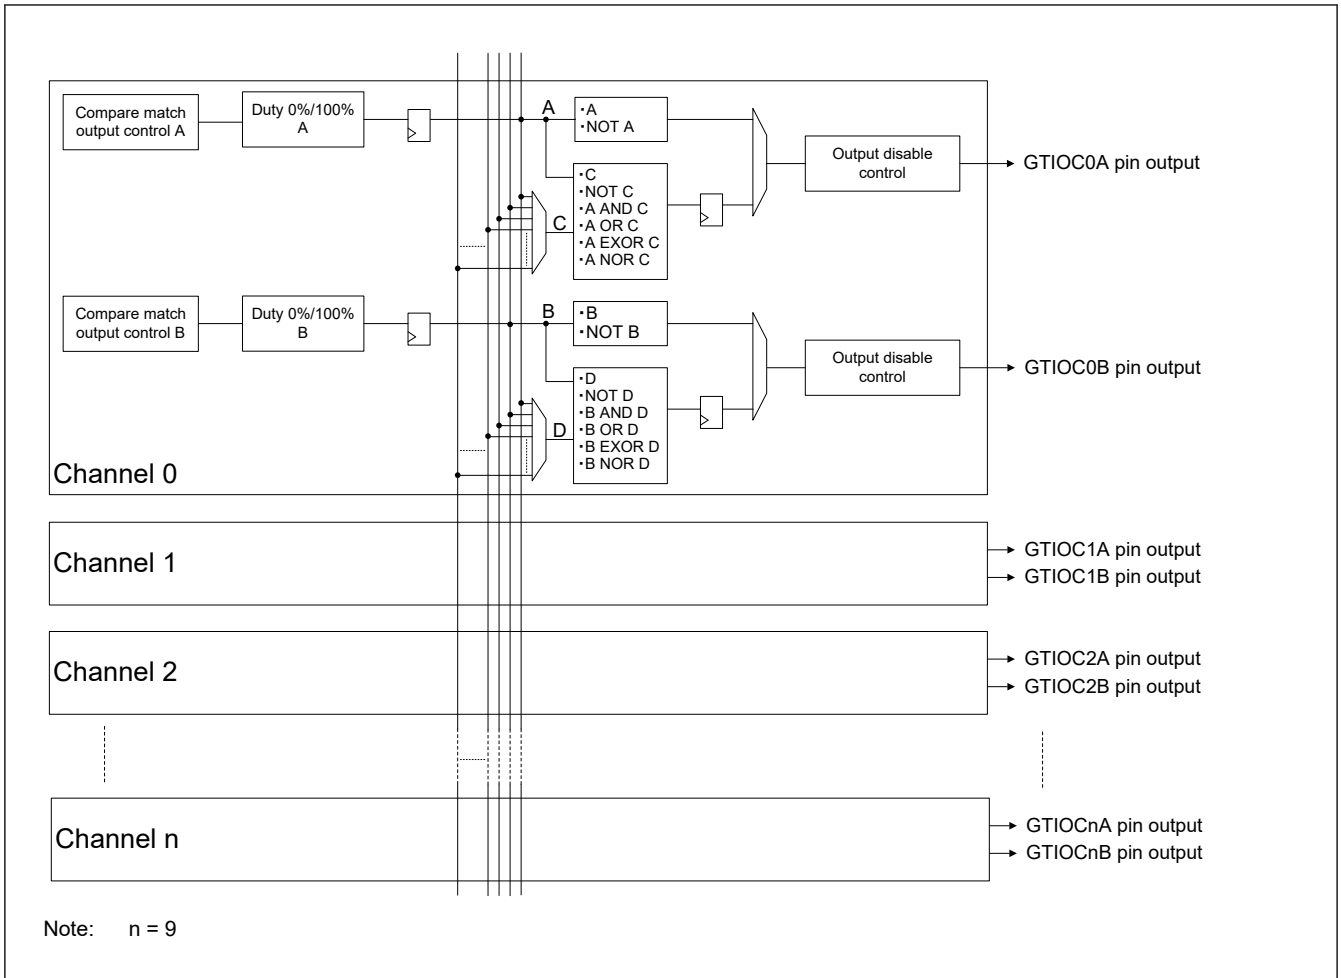 Compare match
output control A
Duty 0%/100%
A
A
・A
・NOT A
Output disable
control
GTIOC0A pin output
C
・C
・NOT C
・A AND C
・A OR C
・A EXOR C
・A NOR C
Compare match
output control B
Duty 0%/100%
B
B
・B
・NOT B
Output disable
control
GTIOC0B pin output
D
・D
・NOT D
・B AND D
・B OR D
・B EXOR D
・B NOR D
Channel 0
Channel 1
GTIOC1A pin output
GTIOC1B pin output
Channel 2
GTIOC2A pin output
GTIOC2B pin output
Channel n
GTIOCnA pin output
GTIOCnB pin output
Note: n = 9